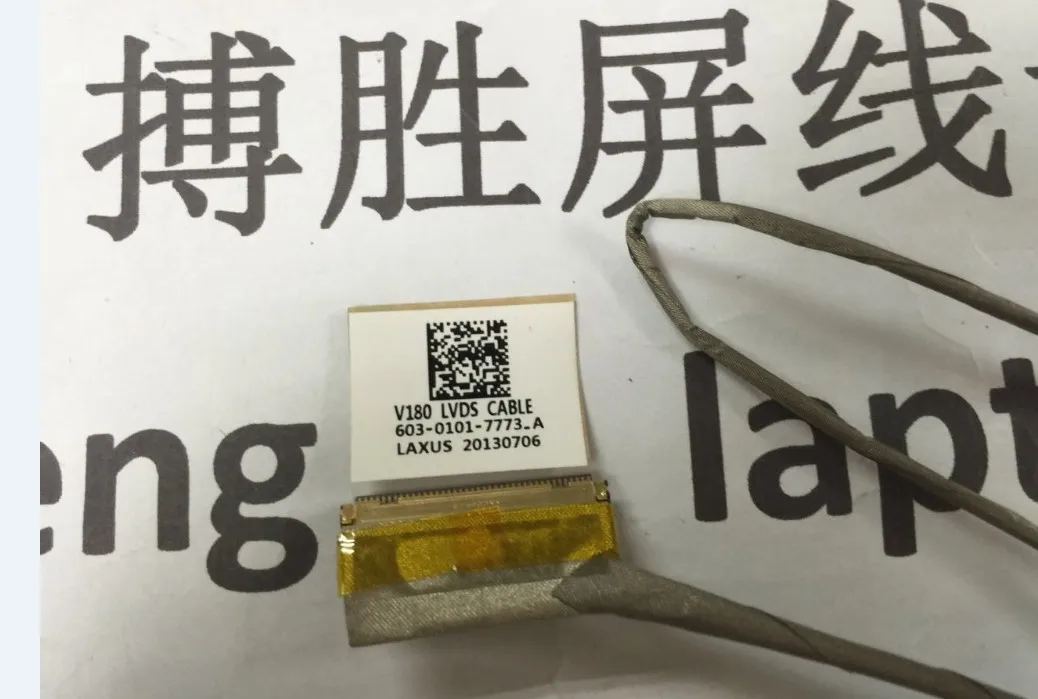 搏胜屏线
V180 LVDS CABLE
603-0101-7773_A
LAXUS 20130706
eng lapt